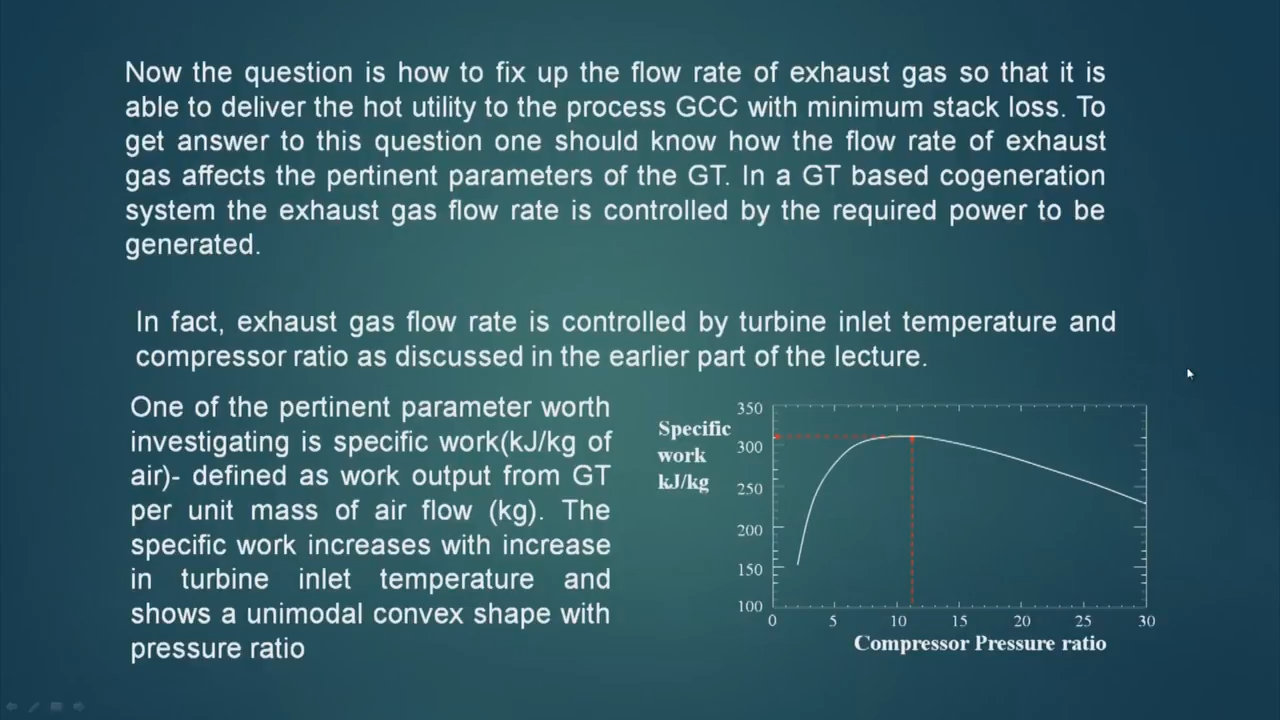 Now the question is how to fix up the flow rate of exhaust gas so that it is
able to deliver the hot utility to the process GCC with minimum stack loss. To
get answer to this question one should know how the flow rate of exhaust
gas affects the pertinent parameters of the GT. In a GT based cogeneration
system the exhaust gas flow rate is controlled by the required power to be
generated.
In fact, exhaust gas flow rate is controlled by turbine inlet temperature and
compressor ratio as discussed in the earlier part of the lecture.
One of the pertinent parameter worth
investigating is specific work(kJ/kg of
air)- defined as work output from GT
per unit mass of air flow (kg). The
specific work increases with increase
in turbine inlet temperature and
shows a unimodal convex shape with
pressure ratio
Specific
work
kJ/kg
350
300
250
200
150
100
0 5 10 15 20 25 30
Compressor Pressure ratio